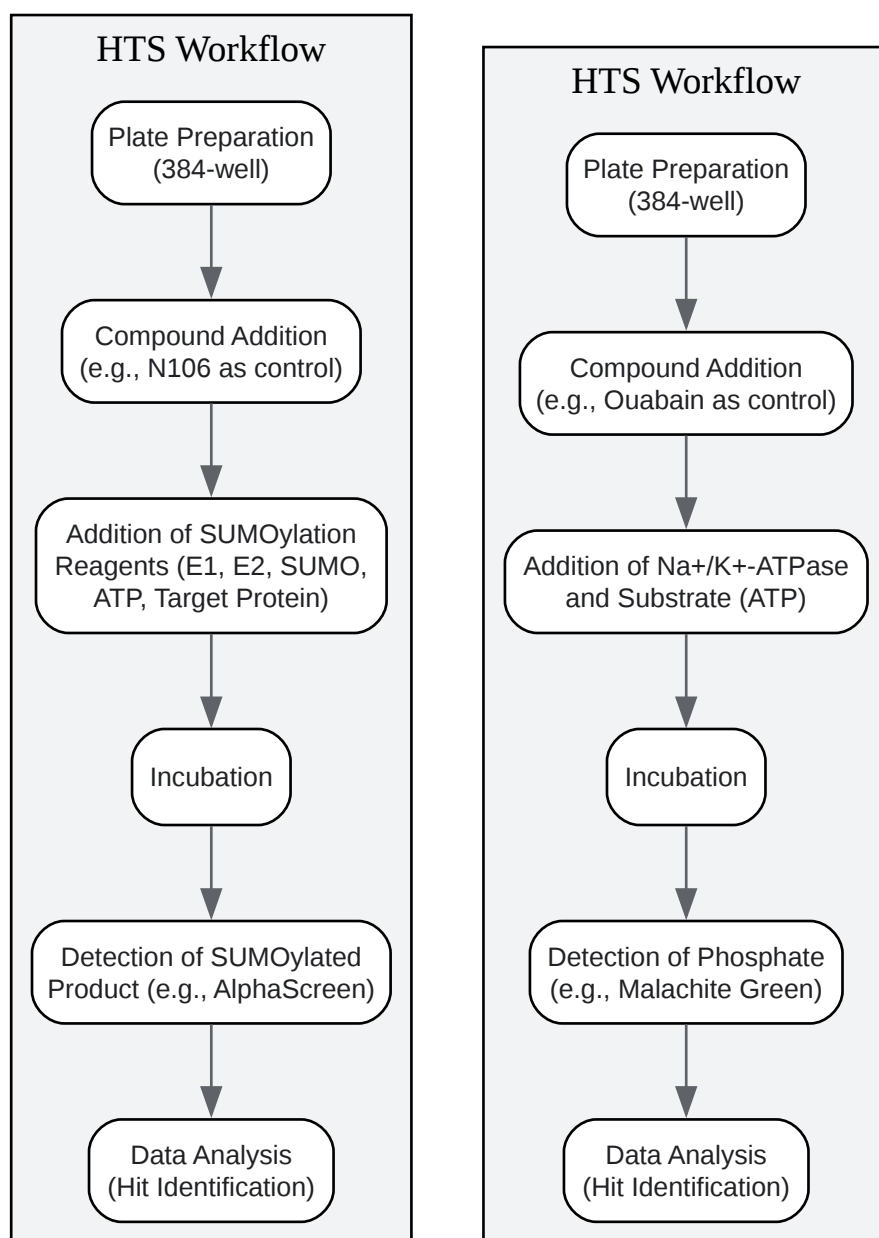 HTS Workflow
Plate Preparation
(384-well)
Compound Addition
(e.g., N106 as control)
Addition of SUMOylation
Reagents (E1, E2, SUMO,
ATP, Target Protein)
Incubation
Detection of SUMOylated
Product (e.g., AlphaScreen)
Data Analysis
(Hit Identification)
HTS Workflow
Plate Preparation
(384-well)
Compound Addition
(e.g., Ouabain as control)
Addition of Na+/K+-ATPase
and Substrate (ATP)
Incubation
Detection of Phosphate
(e.g., Malachite Green)
Data Analysis
(Hit Identification)